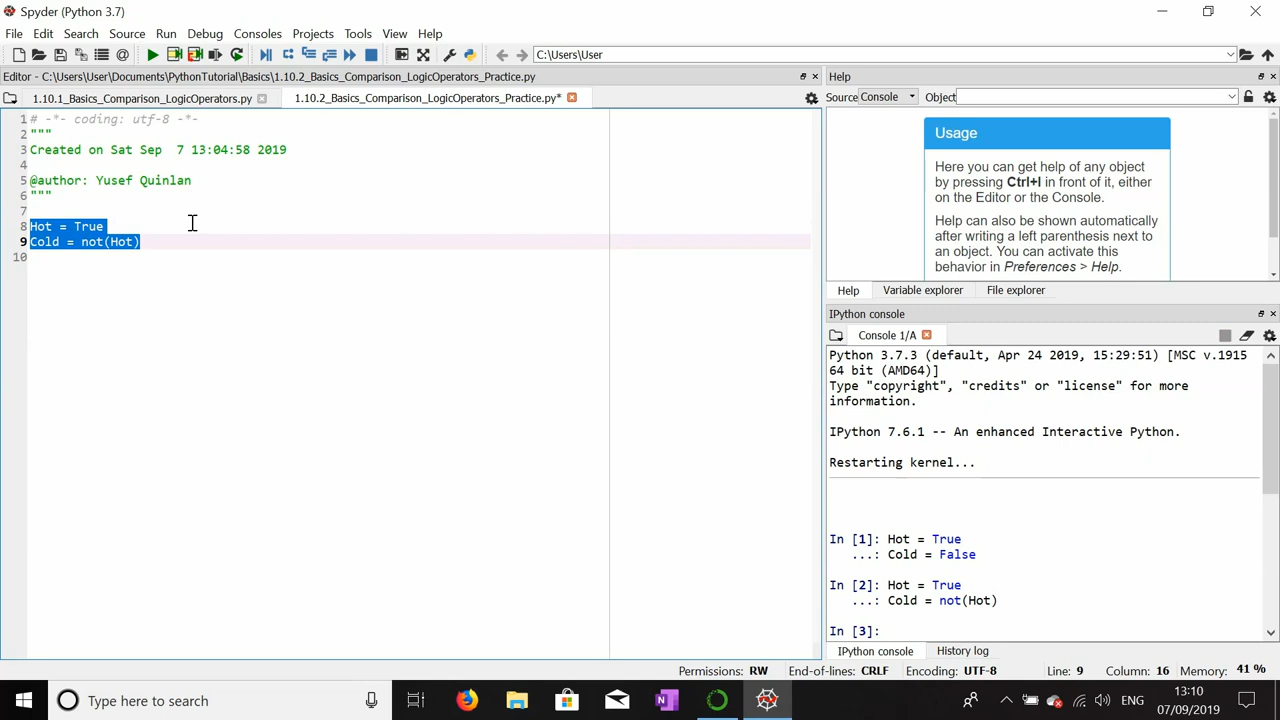 Spyder (Python 3.7)
File Edit Search Source Run Debug Consoles Projects Tools View Help
C:\Users\User
Editor - C:\Users\User\Documents\PythonTutorial\Basics\1.10.2_Basics_Comparison_LogicOperators_Practice.py
1.10.1_Basics_Comparison_LogicOperators.py 1.10.2_Basics_Comparison_LogicOperators_Practice.py*
1 # -*- coding: utf-8 -*-
2 """
3 Created on Sat Sep  7 13:04:58 2019
4
5 @author: Yusef Quinlan
6 """
7
8 Hot = True
9 Cold = not(Hot)
10
Help
Source Console Object
Usage
Here you can get help of any object
by pressing Ctrl+I in front of it, either
on the Editor or the Console.
Help can also be shown automatically
after writing a left parenthesis next to
an object. You can activate this
behavior in Preferences > Help.
Help Variable explorer File explorer
IPython console
Console 1/A
Python 3.7.3 (default, Apr 24 2019, 15:29:51) [MSC v.1915
64 bit (AMD64)]
Type "copyright", "credits" or "license" for more
information.
IPython 7.6.1 -- An enhanced Interactive Python.
Restarting kernel...
In [1]: Hot = True
...: Cold = False
In [2]: Hot = True
...: Cold = not(Hot)
In [3]:
IPython console History log
Permissions: RW End-of-lines: CRLF Encoding: UTF-8 Line: 9 Column: 16 Memory: 41 %
Type here to search
ENG
13:10
07/09/2019